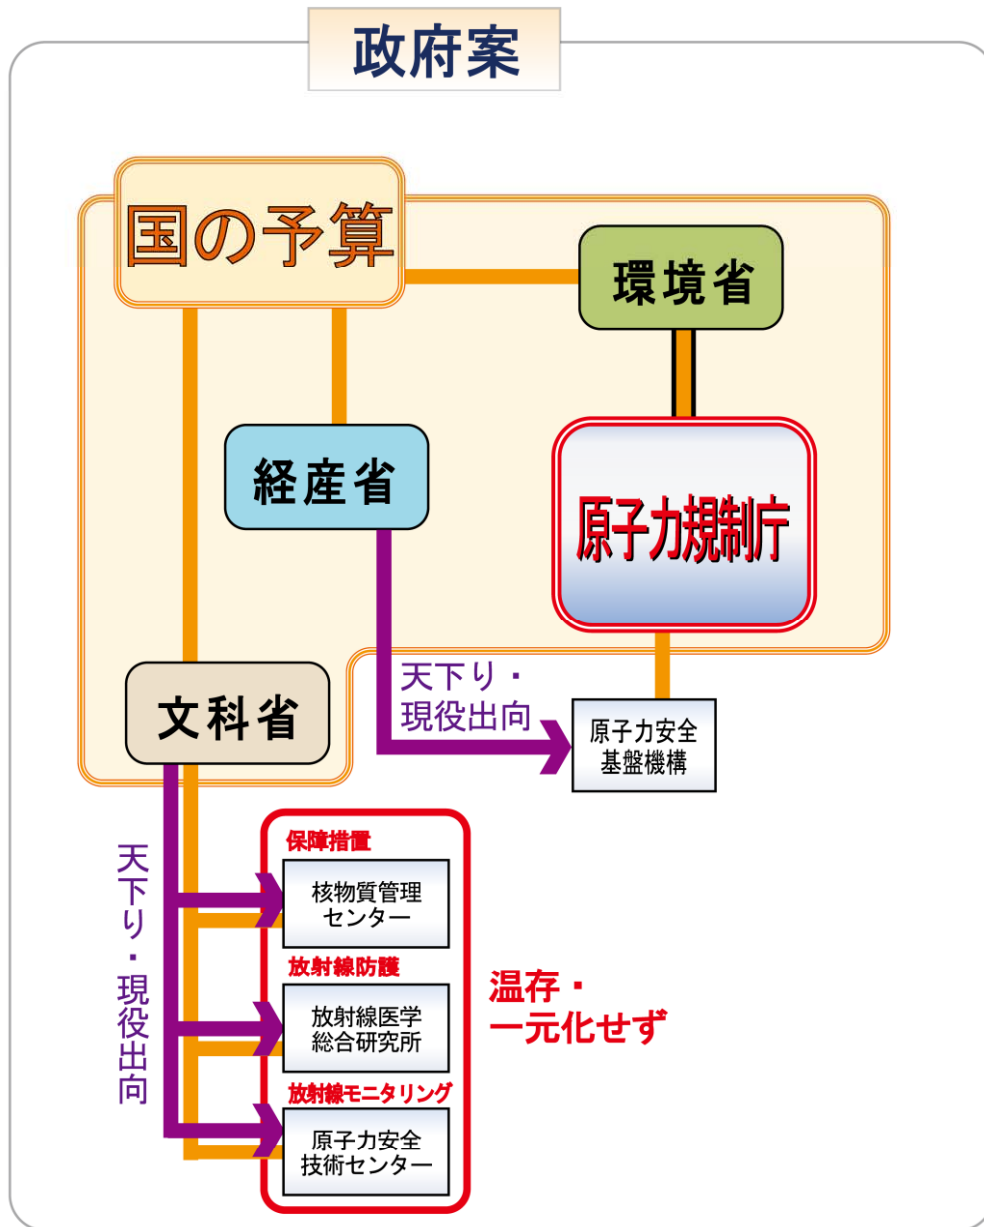 政府案
国の予算
環境省
経産省
原子力規制庁
文科省
天下り・
現役出向
原子力安全
基盤機構
天下り・現役出向
保障措置
核物質管理
センター
放射線防護
放射線医学
総合研究所
放射線モニタリング
原子力安全
技術センター
温存・
一元化せず